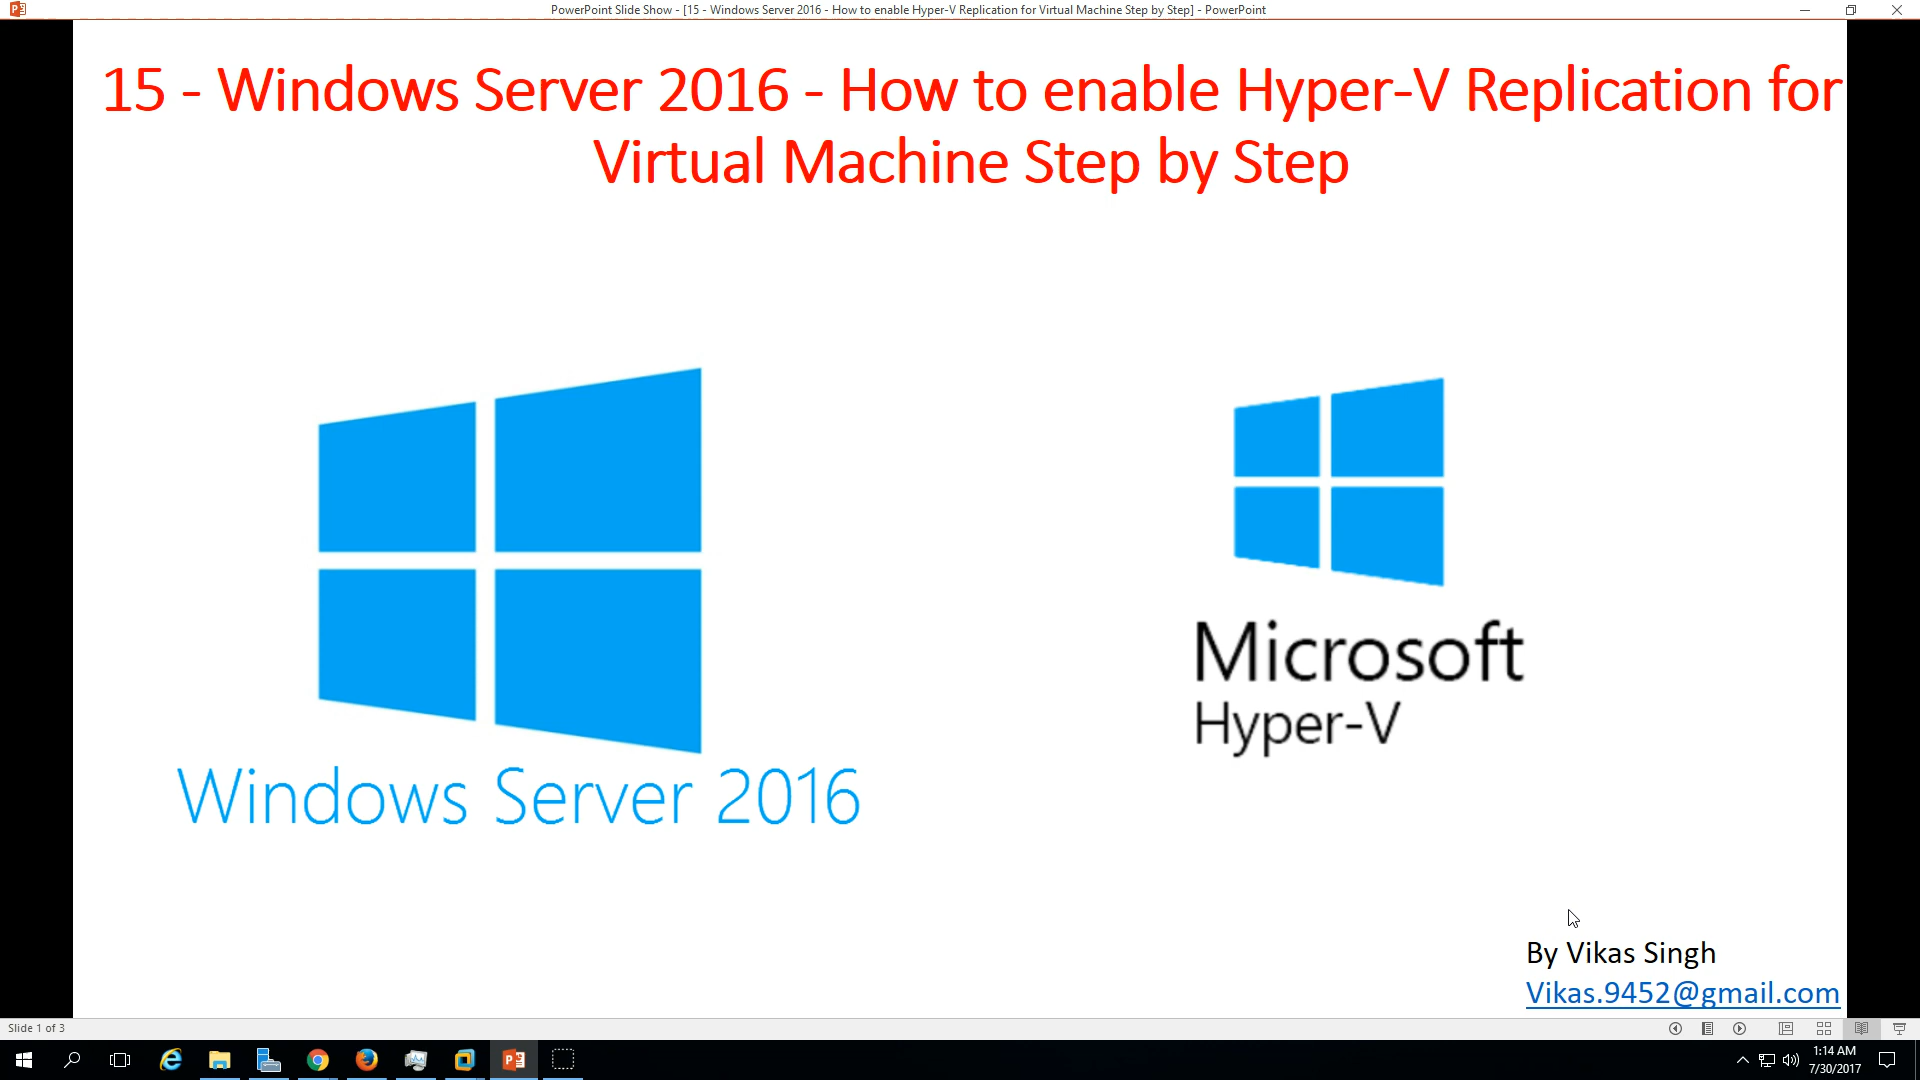 PowerPoint Slide Show - [15 - Windows Server 2016 - How to enable Hyper-V Replication for Virtual Machine Step by Step] - PowerPoint
15 - Windows Server 2016 - How to enable Hyper-V Replication for
Virtual Machine Step by Step
Windows Server 2016
Microsoft
Hyper-V
By Vikas Singh
Vikas.9452@gmail.com
Slide 1 of 3
1:14 AM
7/30/2017